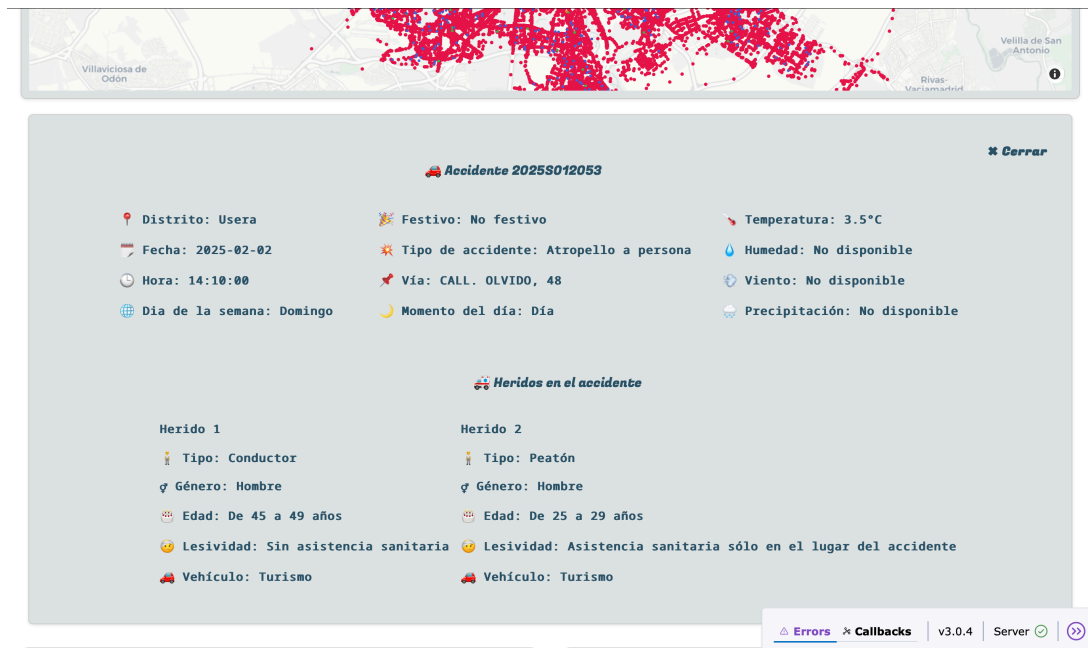 Villaviciosa de
Odón
Velilla de San
Antonio
Rivas-
Vaciamadrid
✖ Cerrar
Accidente 2025S012053
Distrito: Usera
Festivo: No festivo
Temperatura: 3.5°C
Fecha: 2025-02-02
Tipo de accidente: Atropello a persona
Humedad: No disponible
Hora: 14:10:00
Vía: CALL. OLVIDO, 48
Viento: No disponible
Dia de la semana: Domingo
Momento del día: Día
Precipitación: No disponible
Heridos en el accidente
Herido 1
Tipo: Conductor
Género: Hombre
Edad: De 45 a 49 años
Lesividad: Sin asistencia sanitaria
Vehículo: Turismo
Herido 2
Tipo: Peatón
Género: Hombre
Edad: De 25 a 29 años
Lesividad: Asistencia sanitaria sólo en el lugar del accidente
Vehículo: Turismo
Errors
Callbacks
v3.0.4
Server